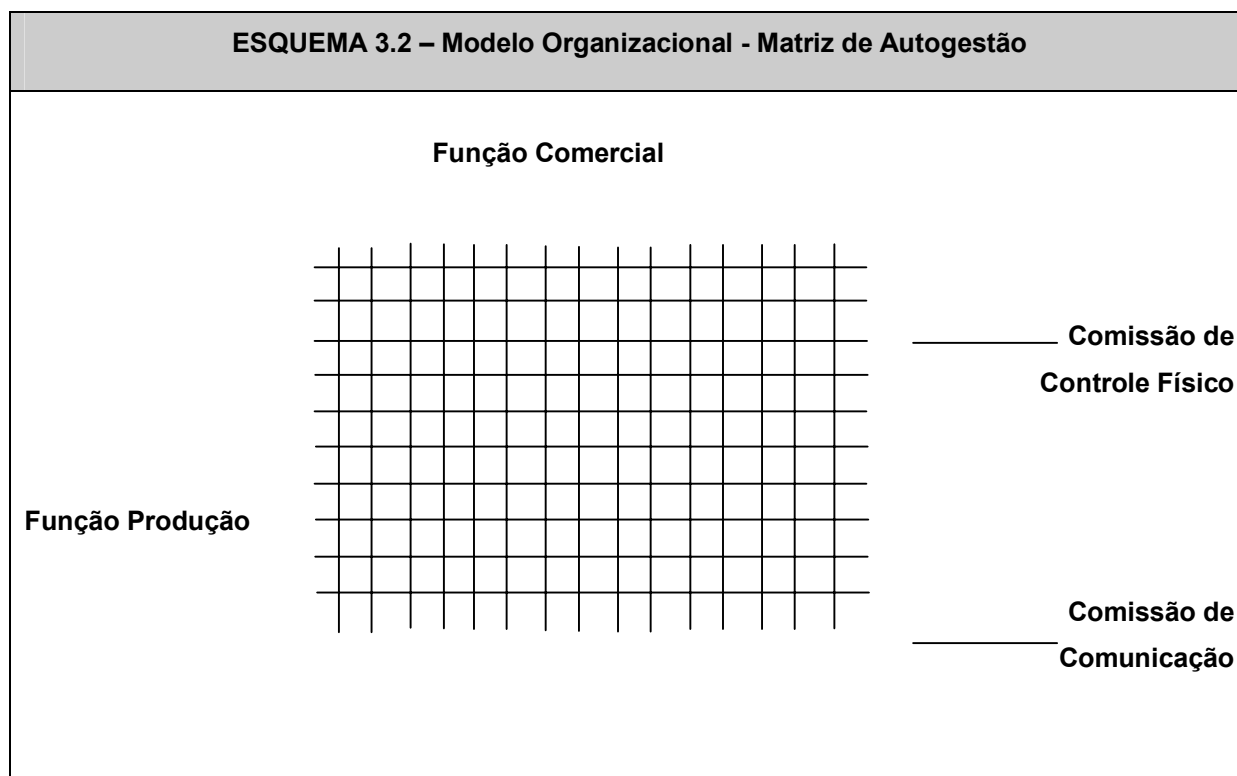 ESQUEMA 3.2 – Modelo Organizacional - Matriz de Autogestão
Função Comercial
Comissão de
Controle Físico
Função Produção
Comissão de
Comunicação